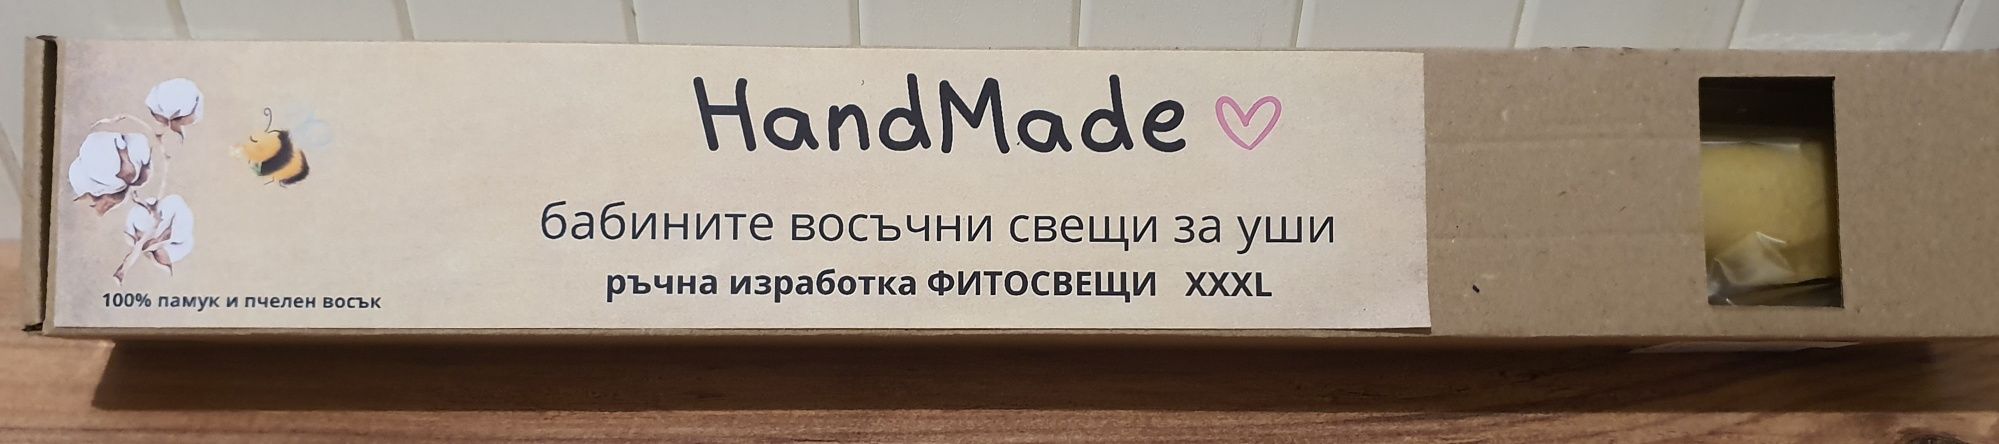 HandMade
бабините восъчни свещи за уши
ръчна изработка ФИТОСВЕЩИ XXXL
100% памук и пчелен восък